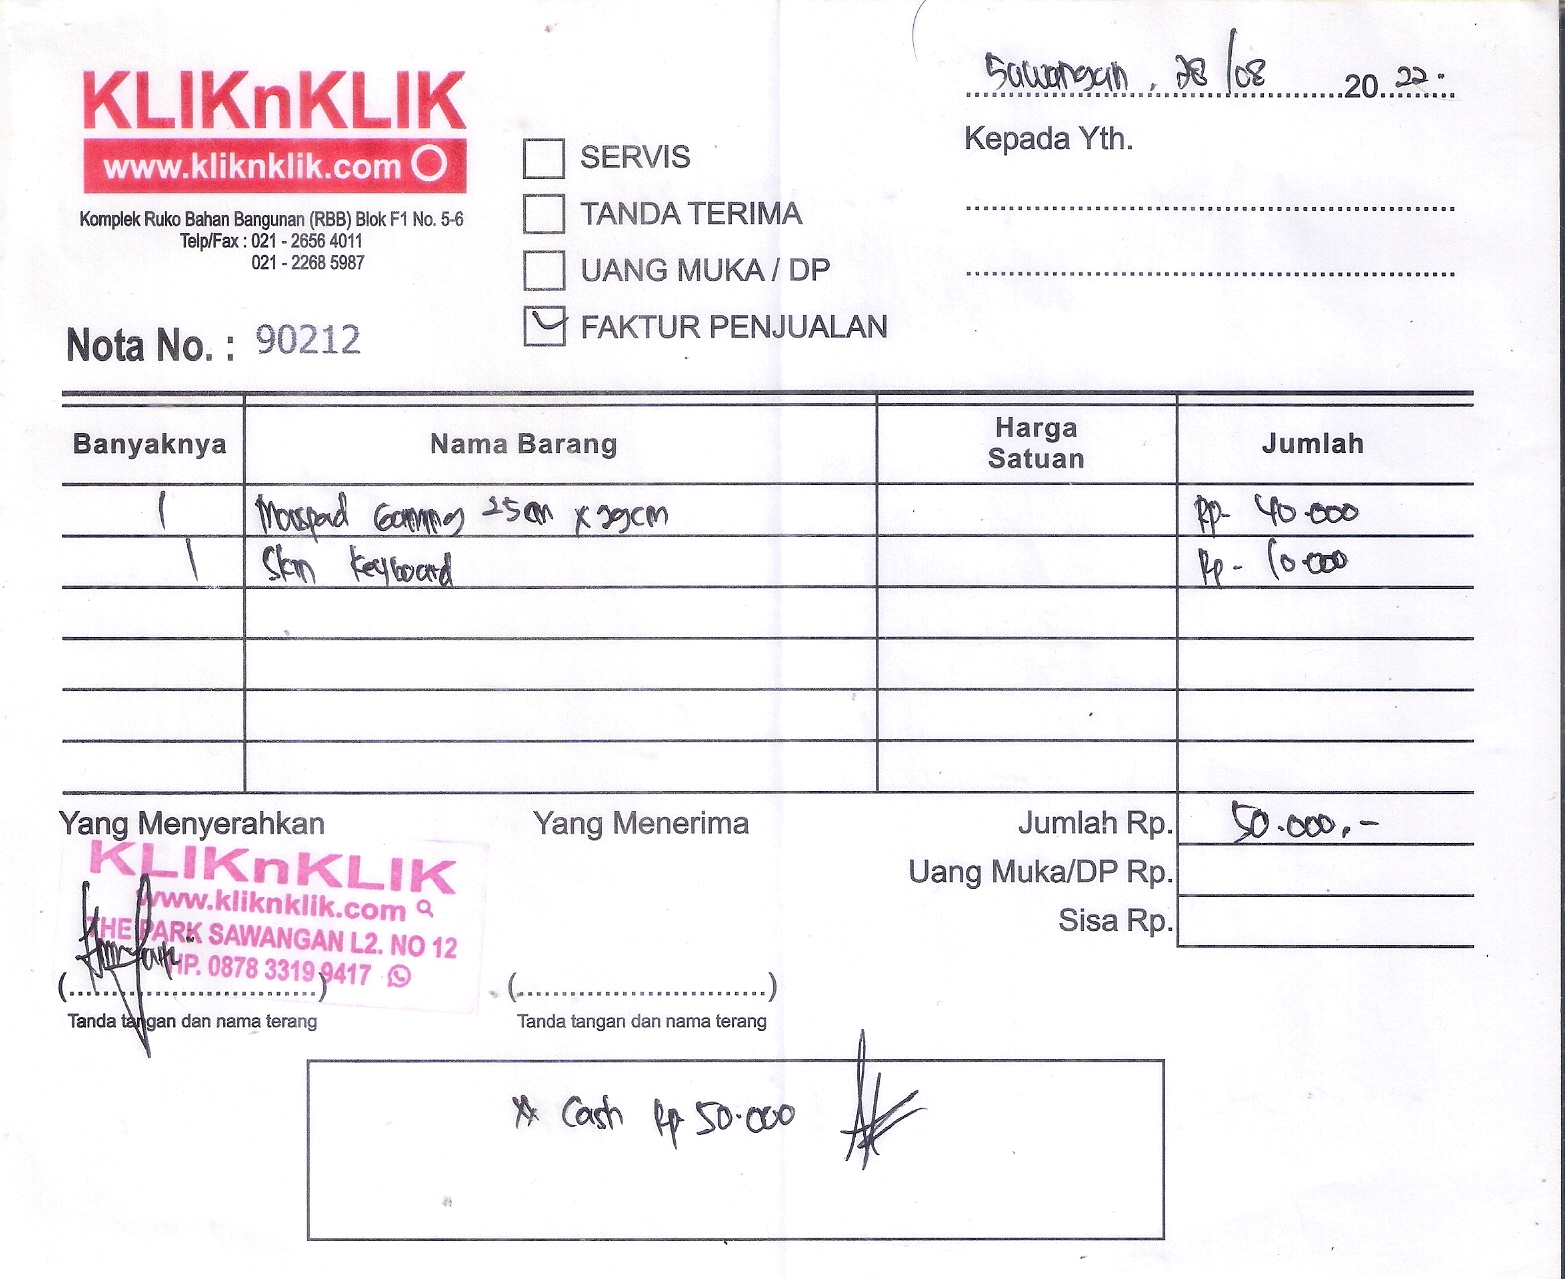 KLIKnKLIK
www.kliknklik.com
Komplek Ruko Bahan Bangunan (RBB) Blok F1 No. 5-6
Telp/Fax : 021 - 2656 4011
021 - 2268 5987
Nota No. : 90212
SERVIS
TANDA TERIMA
UANG MUKA / DP
FAKTUR PENJUALAN
Sawangan, 28/08 2022.
Kepada Yth.
Banyaknya Nama Barang Harga Satuan Jumlah
1 Mouspad Gaming 25cm x 29cm Rp- 40.000
1 Skin Keyboard Rp- 10.000
Yang Menyerahkan Yang Menerima Jumlah Rp. 50.000,-
Uang Muka/DP Rp.
Sisa Rp.
KLIKnKLIK
www.kliknklik.com
THE PARK SAWANGAN L2. NO 12
HP. 0878 3319 9417
(..............................) (..............................)
Tanda tangan dan nama terang Tanda tangan dan nama terang
Cash Rp 50.000